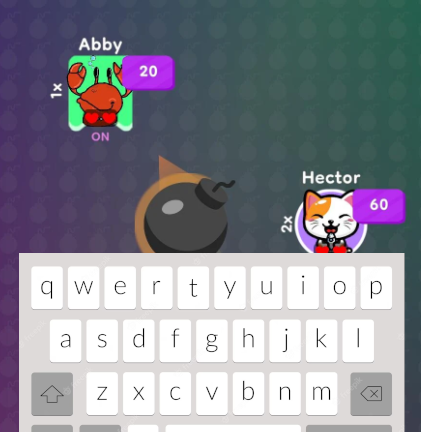 Abby
20
1x
ON
Hector
60
2x
q w e r t y u i o p
a s d f g h j k l
z x c v b n m